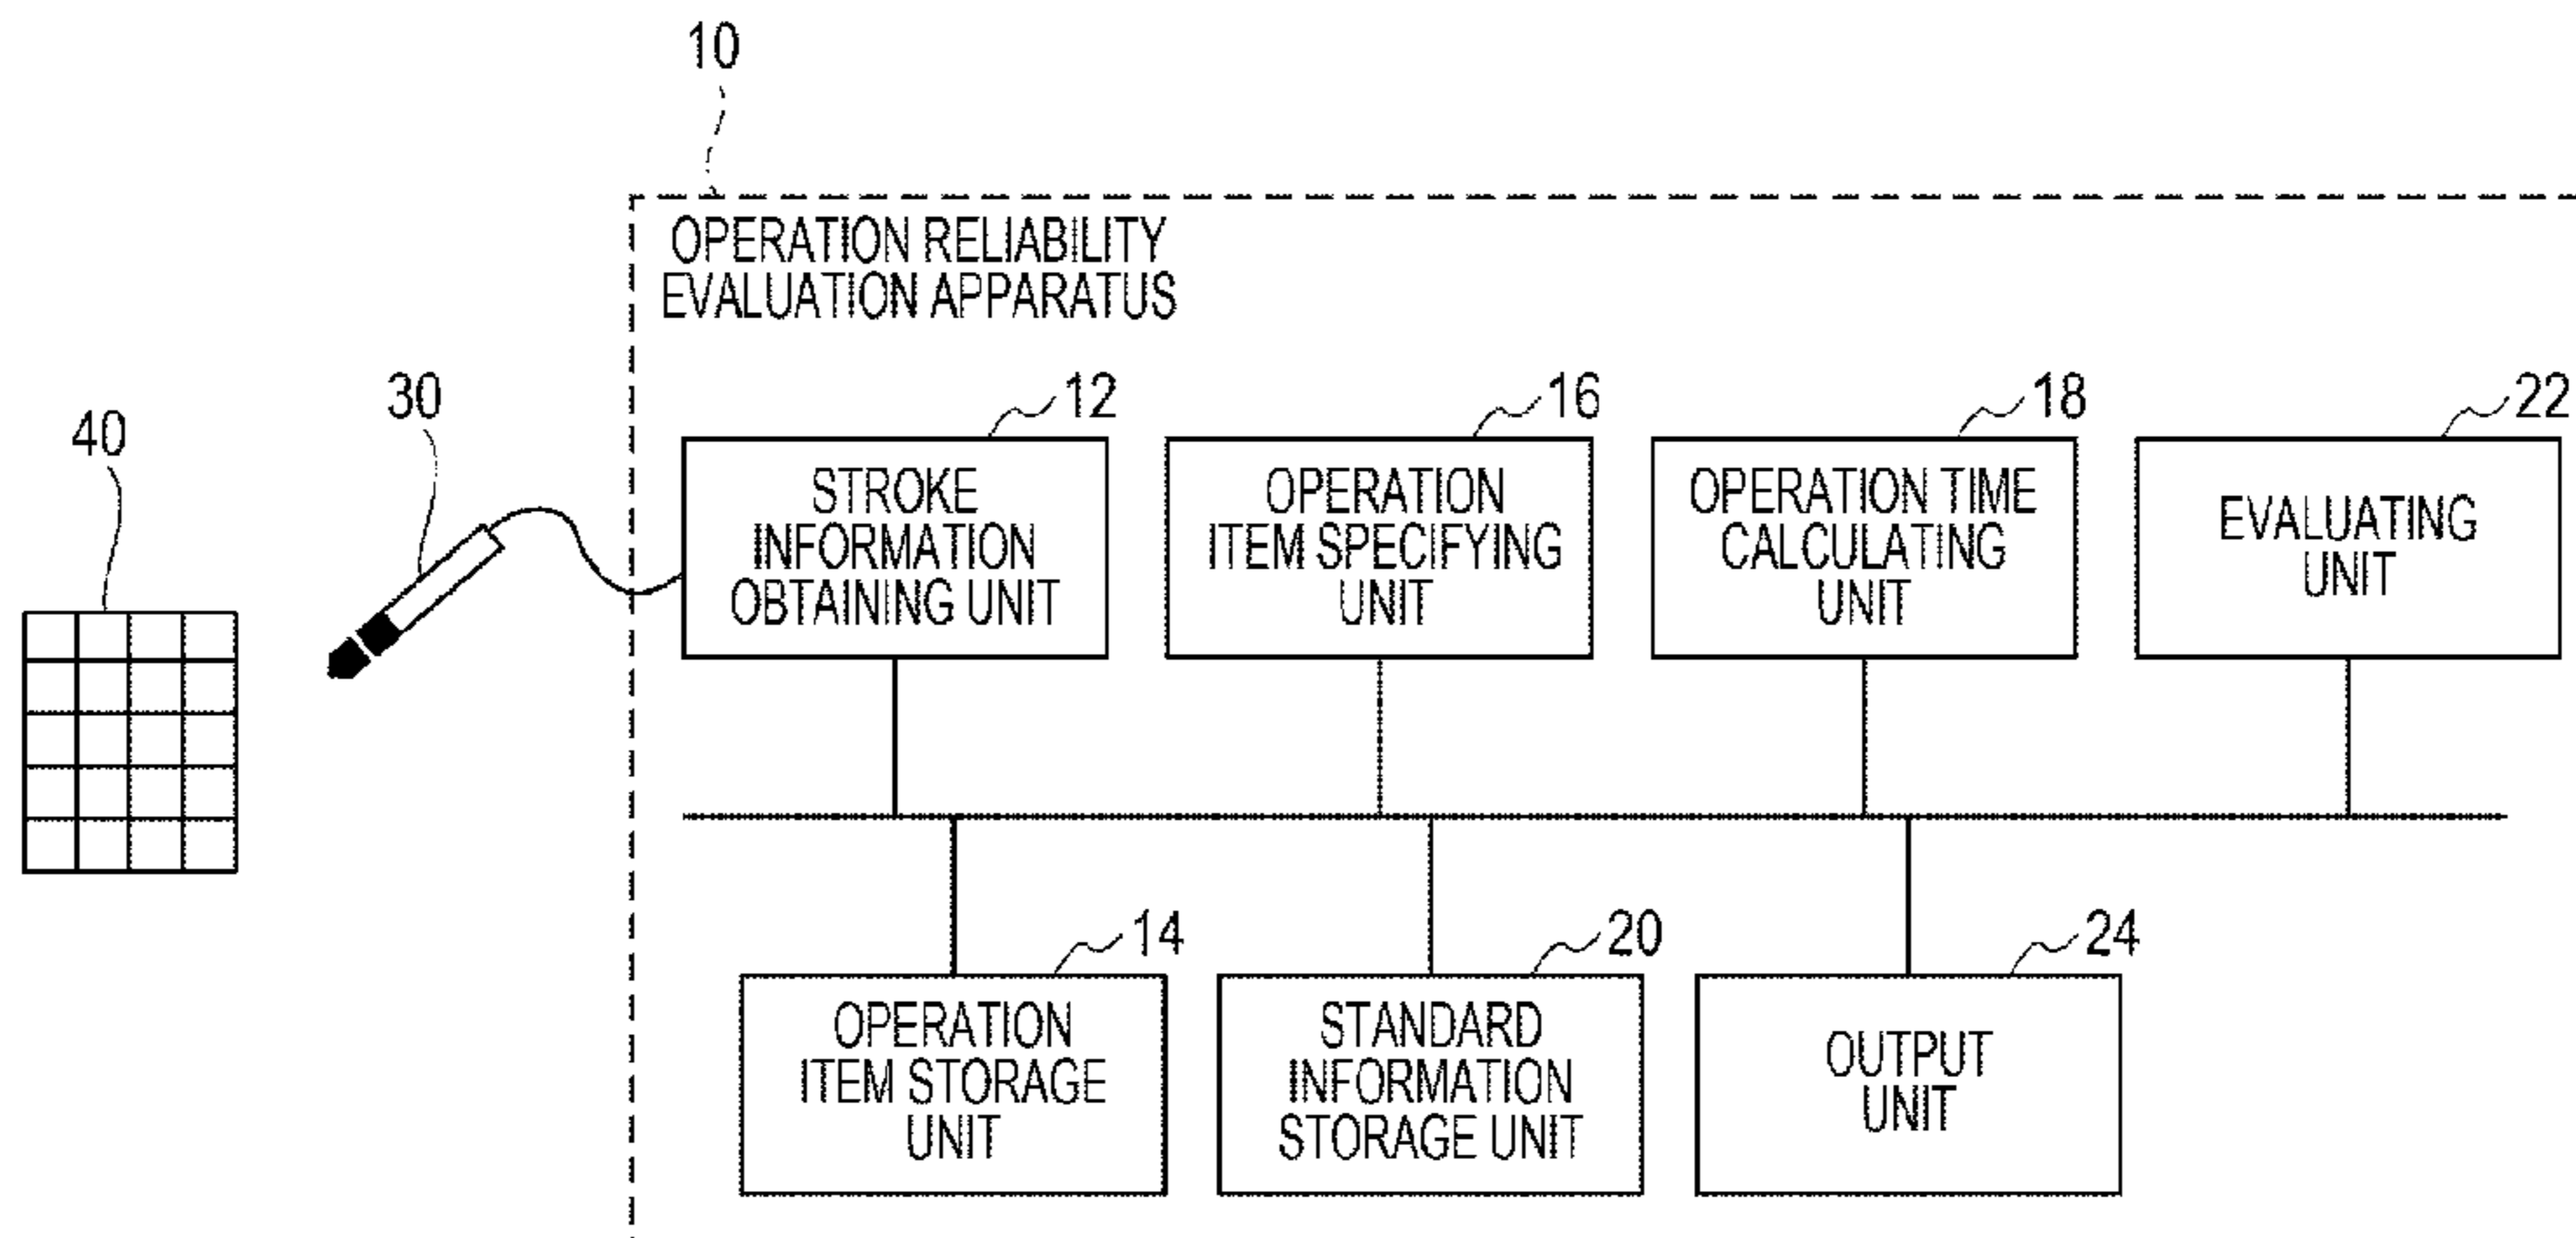 10
OPERATION RELIABILITY
EVALUATION APPARATUS
40
30
12
STROKE
INFORMATION
OBTAINING UNIT
16
OPERATION
ITEM SPECIFYING
UNIT
18
OPERATION TIME
CALCULATING
UNIT
22
EVALUATING
UNIT
14
OPERATION
ITEM STORAGE
UNIT
20
STANDARD
INFORMATION
STORAGE UNIT
24
OUTPUT
UNIT